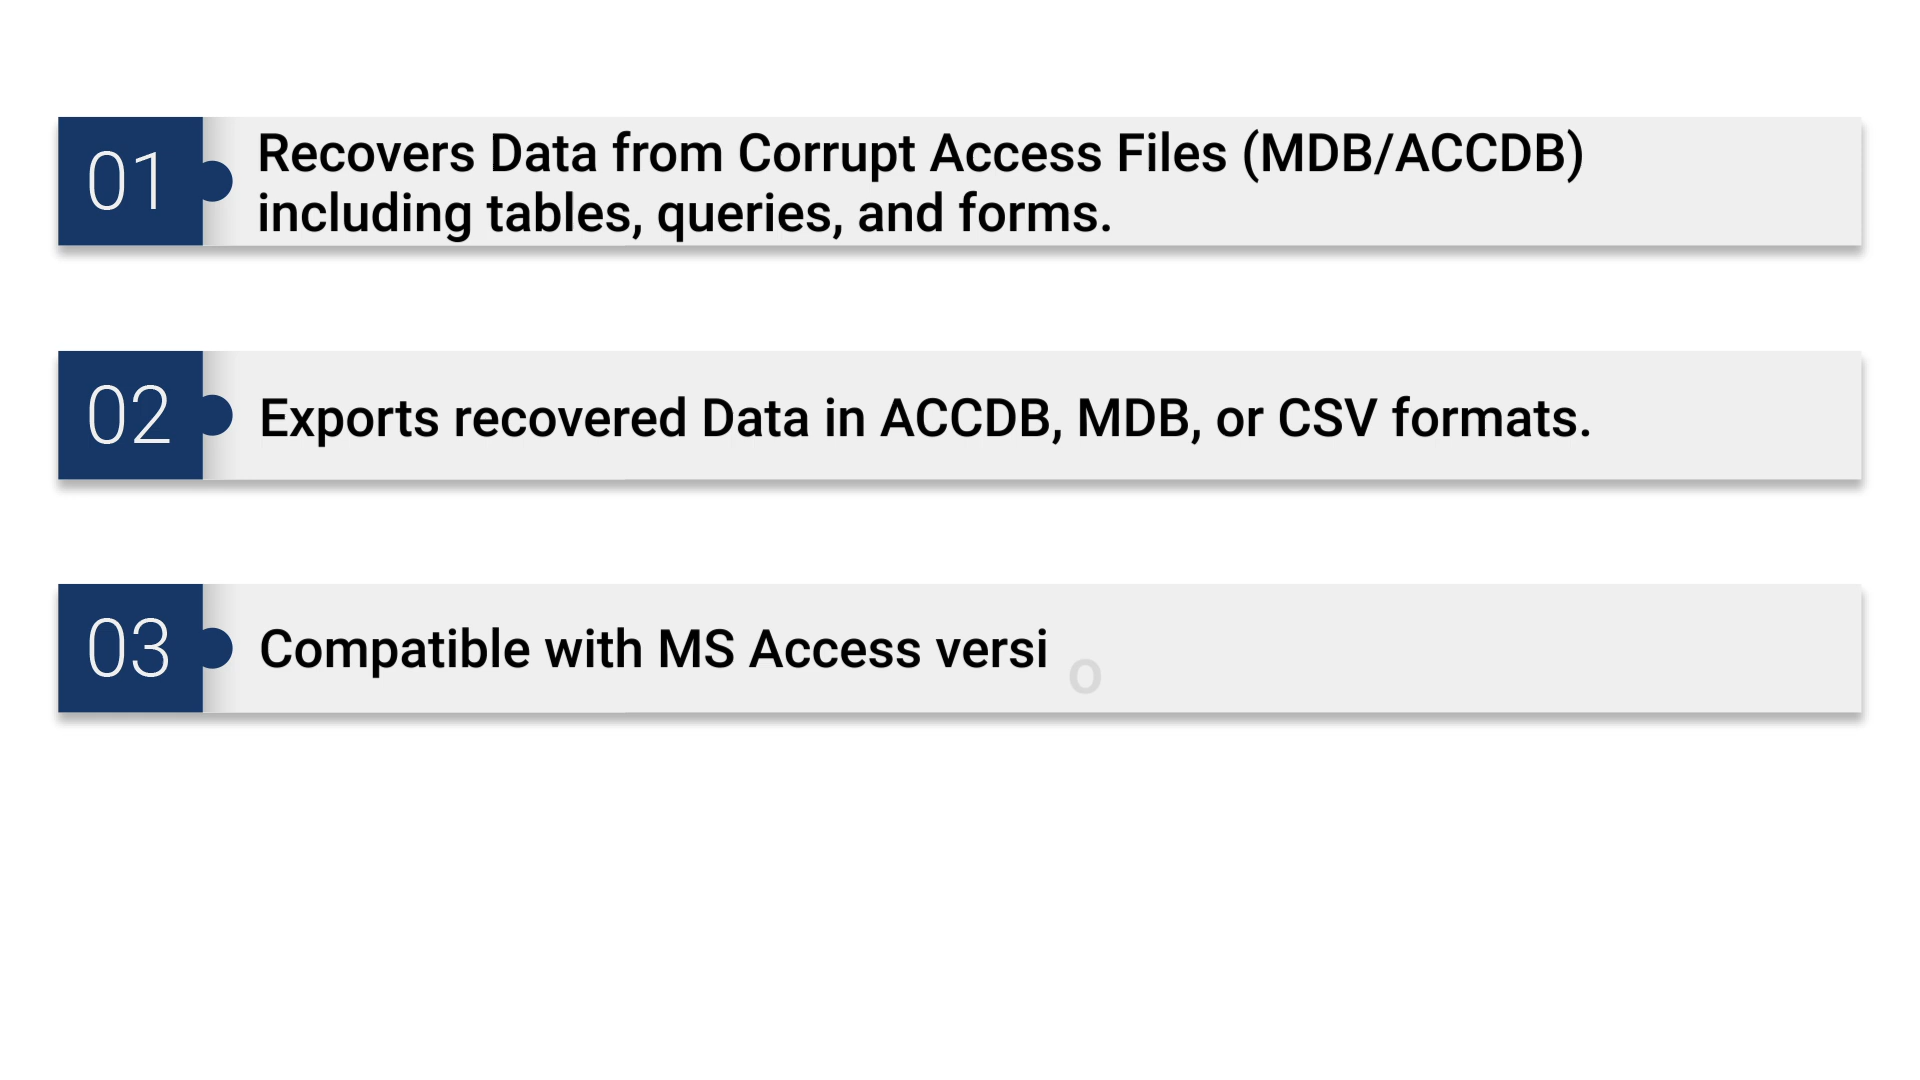 01
Recovers Data from Corrupt Access Files (MDB/ACCDB)
including tables, queries, and forms.
02
Exports recovered Data in ACCDB, MDB, or CSV formats.
03
Compatible with MS Access versi o